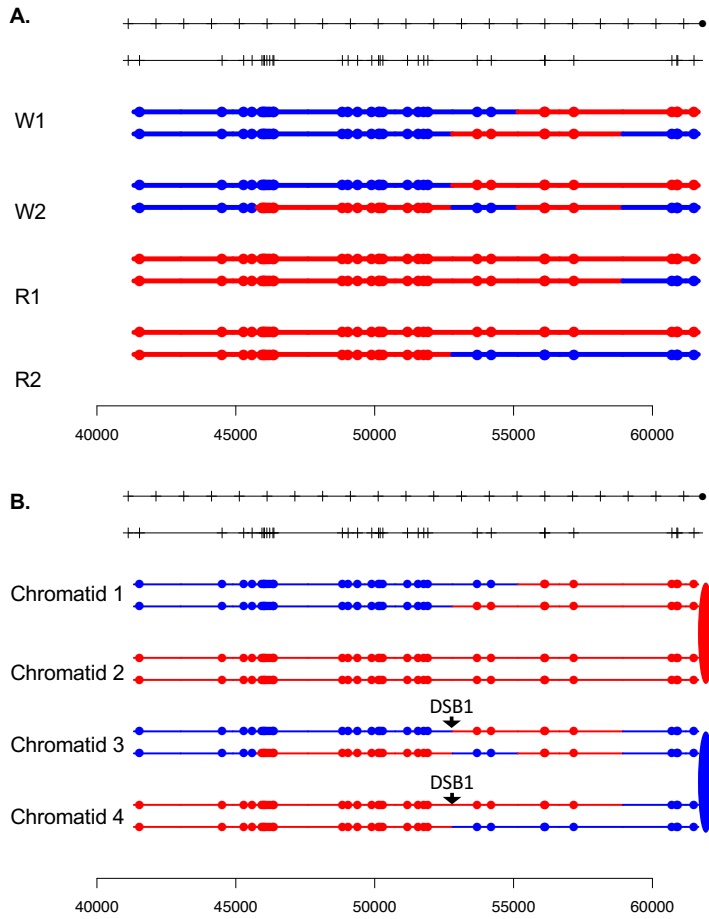 A.
W1
W2
R1
R2
40000 45000 50000 55000 60000
B.
Chromatid 1
Chromatid 2
DSB1
Chromatid 3
DSB1
Chromatid 4
40000 45000 50000 55000 60000